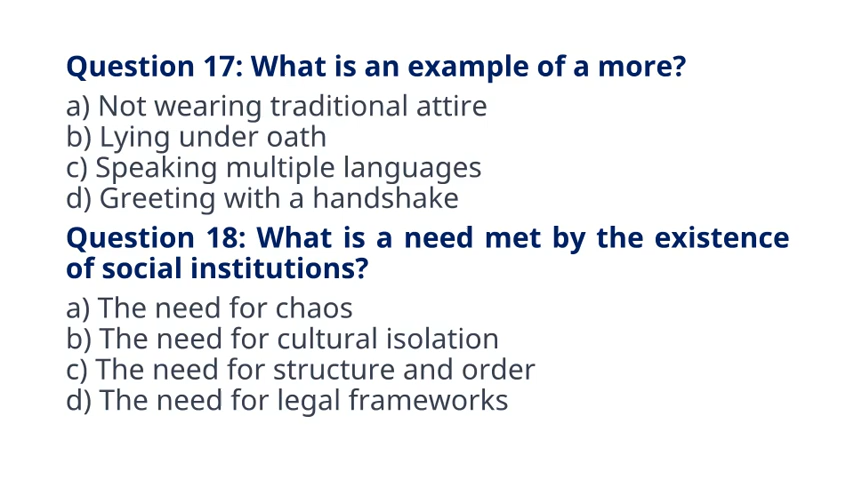 Question 17: What is an example of a more?
a) Not wearing traditional attire
b) Lying under oath
c) Speaking multiple languages
d) Greeting with a handshake
Question 18: What is a need met by the existence
of social institutions?
a) The need for chaos
b) The need for cultural isolation
c) The need for structure and order
d) The need for legal frameworks